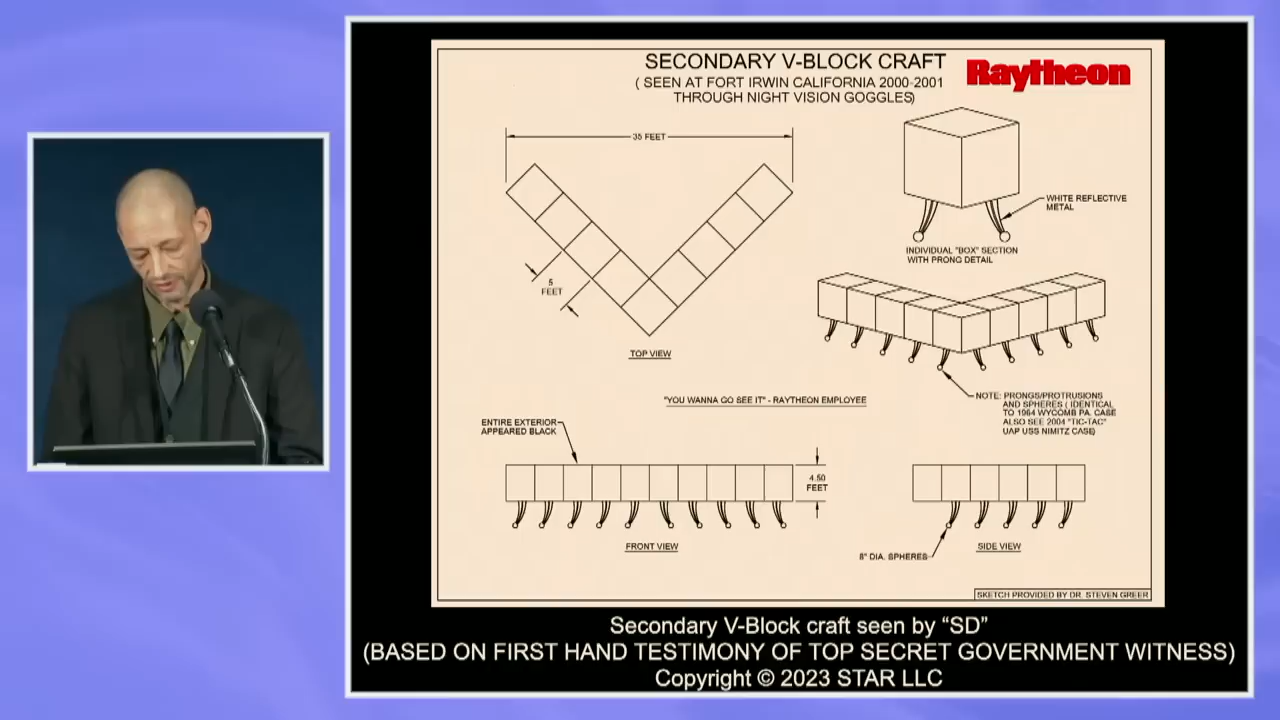 SECONDARY V-BLOCK CRAFT
( SEEN AT FORT IRWIN CALIFORNIA 2000-2001
THROUGH NIGHT VISION GOGGLES)
Raytheon
35 FEET
WHITE REFLECTIVE
METAL
INDIVIDUAL "BOX" SECTION
WITH PRONG DETAIL
5
FEET
TOP VIEW
"YOU WANNA GO SEE IT" - RAYTHEON EMPLOYEE
NOTE: PRONGS/PROTRUSIONS
AND SPHERES ( IDENTICAL
TO 1964 WYCOMB PA. CASE
ALSO SEE 2004 "TIC-TAC"
UAP USS NIMITZ CASE)
ENTIRE EXTERIOR
APPEARED BLACK
4.50
FEET
FRONT VIEW
8" DIA. SPHERES
SIDE VIEW
SKETCH PROVIDED BY DR. STEVEN GREER
Secondary V-Block craft seen by “SD”
(BASED ON FIRST HAND TESTIMONY OF TOP SECRET GOVERNMENT WITNESS)
Copyright © 2023 STAR LLC